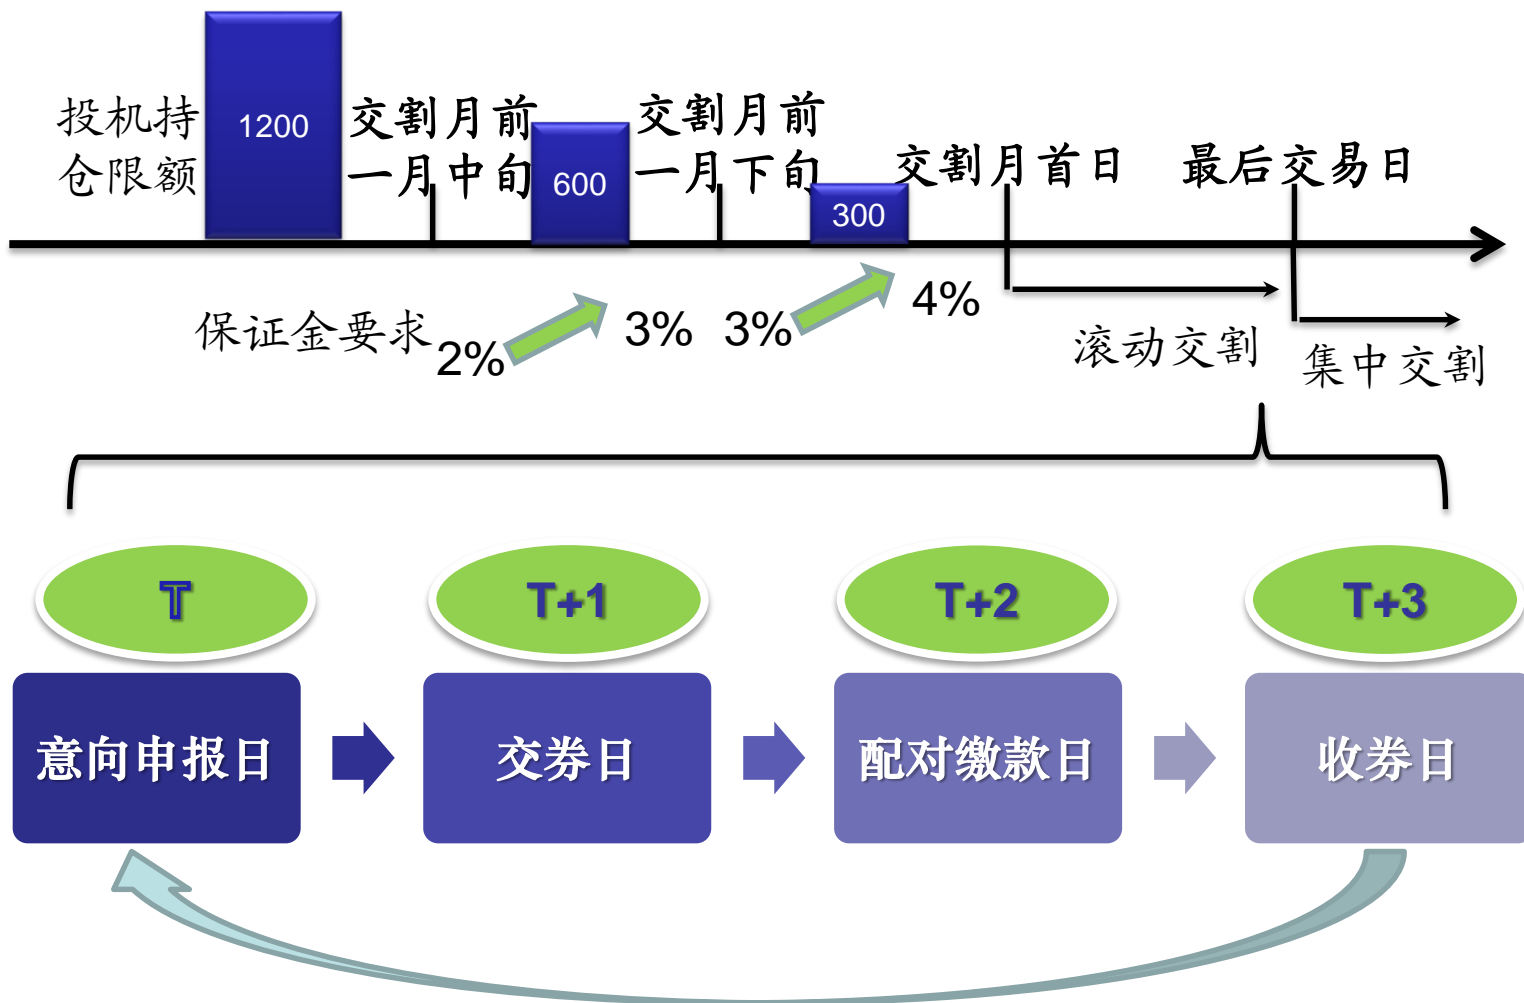 投机持
仓限额
1200
交割月前
一月中旬
600
交割月前
一月下旬
300
交割月首日
最后交易日
保证金要求
2%
3%
3%
4%
滚动交割
集中交割
T
T+1
T+2
T+3
意向申报日
交券日
配对缴款日
收券日